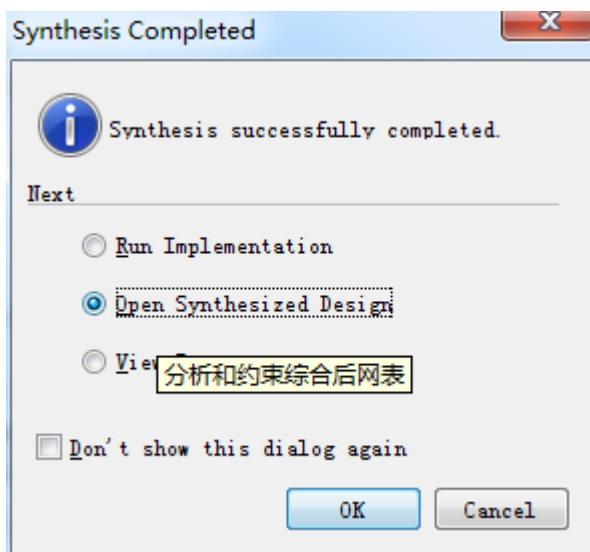 Synthesis Completed
Synthesis successfully completed.
Next
Run Implementation
Open Synthesized Design
View
分析和约束综合后网表
Don't show this dialog again
OK
Cancel